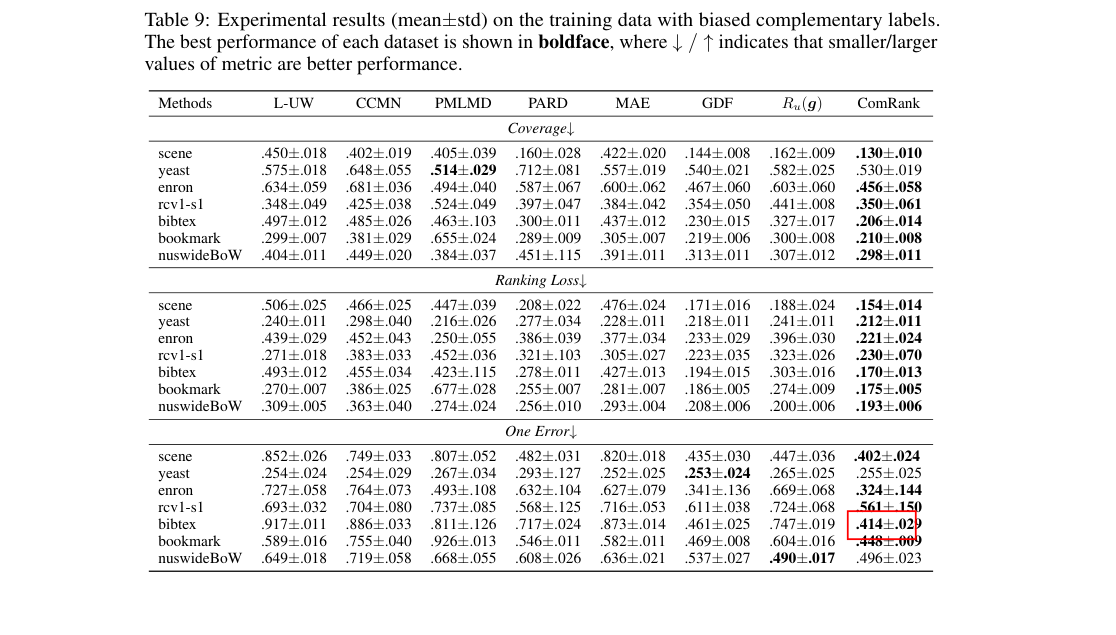 Table 9: Experimental results (mean±std) on the training data with biased complementary labels.
The best performance of each dataset is shown in boldface, where ↓ / ↑ indicates that smaller/larger
values of metric are better performance.
Methods L-UW CCMN PMLMD PARD MAE GDF R_u(g) ComRank
Coverage↓
scene .450±.018 .402±.019 .405±.039 .160±.028 .422±.020 .144±.008 .162±.009 .130±.010
yeast .575±.018 .648±.055 .514±.029 .712±.081 .557±.019 .540±.021 .582±.025 .530±.019
enron .634±.059 .681±.036 .494±.040 .587±.067 .600±.062 .467±.060 .603±.060 .456±.058
rcv1-s1 .348±.049 .425±.038 .524±.049 .397±.047 .384±.042 .354±.050 .441±.008 .350±.061
bibtex .497±.012 .485±.026 .463±.103 .300±.011 .437±.012 .230±.015 .327±.017 .206±.014
bookmark .299±.007 .381±.029 .655±.024 .289±.009 .305±.007 .219±.006 .300±.008 .210±.008
nuswideBoW .404±.011 .449±.020 .384±.037 .451±.115 .391±.011 .313±.011 .307±.012 .298±.011
Ranking Loss↓
scene .506±.025 .466±.025 .447±.039 .208±.022 .476±.024 .171±.016 .188±.024 .154±.014
yeast .240±.011 .298±.040 .216±.026 .277±.034 .228±.011 .218±.011 .241±.011 .212±.011
enron .439±.029 .452±.043 .250±.055 .386±.039 .377±.034 .233±.029 .396±.030 .221±.024
rcv1-s1 .271±.018 .383±.033 .452±.036 .321±.103 .305±.027 .223±.035 .323±.026 .230±.070
bibtex .493±.012 .455±.034 .423±.115 .278±.011 .427±.013 .194±.015 .303±.016 .170±.013
bookmark .270±.007 .386±.025 .677±.028 .255±.007 .281±.007 .186±.005 .274±.009 .175±.005
nuswideBoW .309±.005 .363±.040 .274±.024 .256±.010 .293±.004 .208±.006 .200±.006 .193±.006
One Error↓
scene .852±.026 .749±.033 .807±.052 .482±.031 .820±.018 .435±.030 .447±.036 .402±.024
yeast .254±.024 .254±.029 .267±.034 .293±.127 .252±.025 .253±.024 .265±.025 .255±.025
enron .727±.058 .764±.073 .493±.108 .632±.104 .627±.079 .341±.136 .669±.068 .324±.144
rcv1-s1 .693±.032 .704±.080 .737±.085 .568±.125 .716±.053 .611±.038 .724±.068 .561±.150
bibtex .917±.011 .886±.033 .811±.126 .717±.024 .873±.014 .461±.025 .747±.019 .414±.029
bookmark .589±.016 .755±.040 .926±.013 .546±.011 .582±.011 .469±.008 .604±.016 .448±.009
nuswideBoW .649±.018 .719±.058 .668±.055 .608±.026 .636±.021 .537±.027 .490±.017 .496±.023